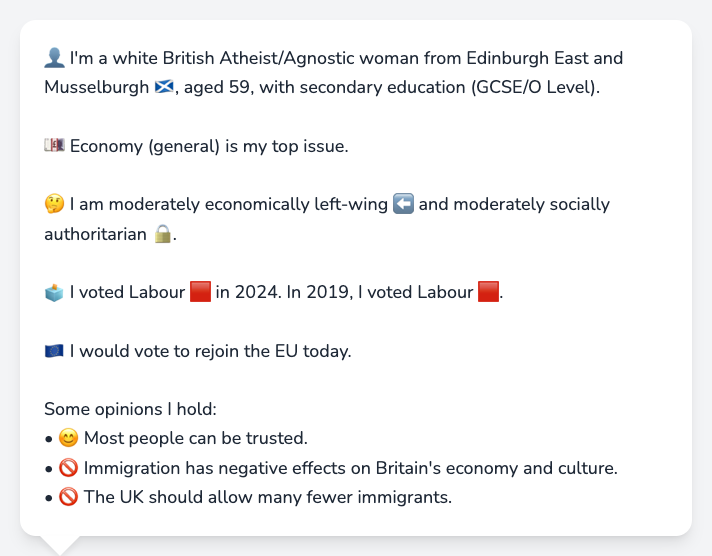 👤 I'm a white British Atheist/Agnostic woman from Edinburgh East and
Musselburgh 🏴󠁧󠁢󠁳󠁣󠁴󠁿, aged 59, with secondary education (GCSE/O Level).
💷 Economy (general) is my top issue.
🤔 I am moderately economically left-wing ⬅️ and moderately socially
authoritarian 🔒.
🗳️ I voted Labour 🟥 in 2024. In 2019, I voted Labour 🟥.
🇪🇺 I would vote to rejoin the EU today.
Some opinions I hold:
• 😊 Most people can be trusted.
• 🚫 Immigration has negative effects on Britain's economy and culture.
• 🚫 The UK should allow many fewer immigrants.